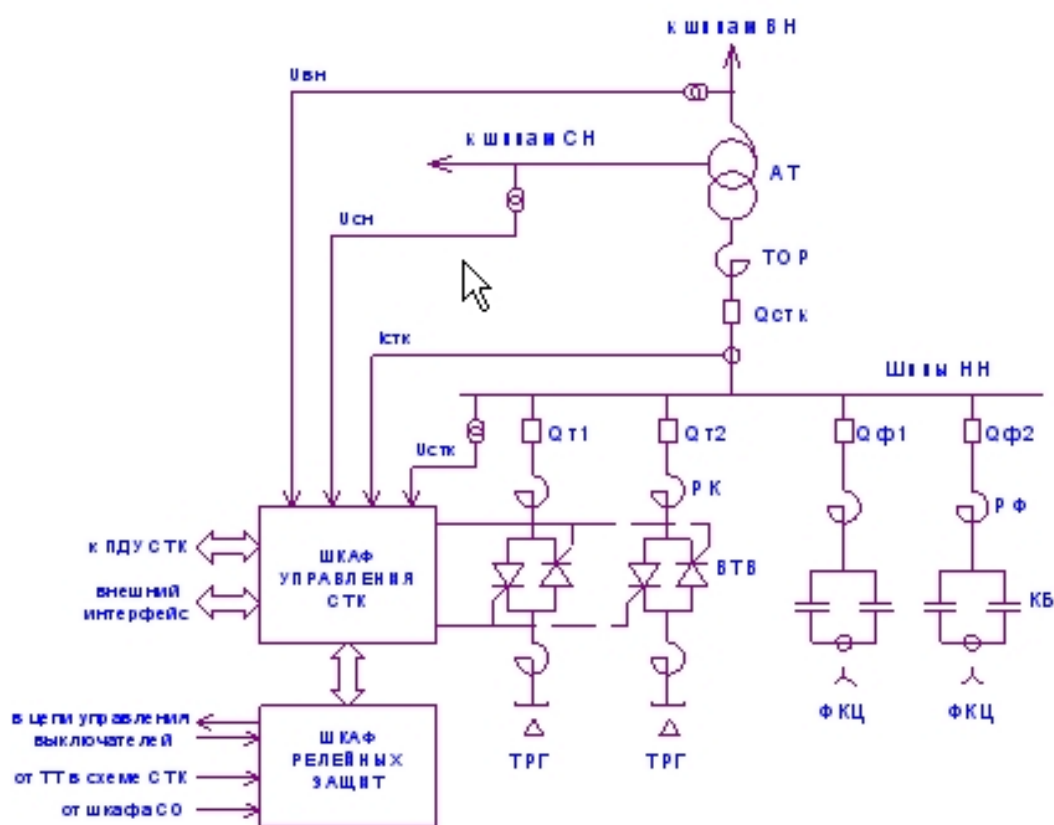 к шинам ВН
Uвн
к шинам СН
АТ
Uсн
ТОР
Qстк
Iстк
Шины НН
Qт1
Qт2
Qф1
Qф2
Uстк
РК
РФ
к ПДУ СТК
ШКАФ
УПРАВЛЕНИЯ
СТК
ВТВ
внешний
интерфейс
КБ
ФКЦ
ФКЦ
в цепи управления
выключателей
ШКАФ
РЕЛЕЙНЫХ
ЗАЩИТ
ТРГ
ТРГ
от ТТ в схеме СТК
от шкафа СО